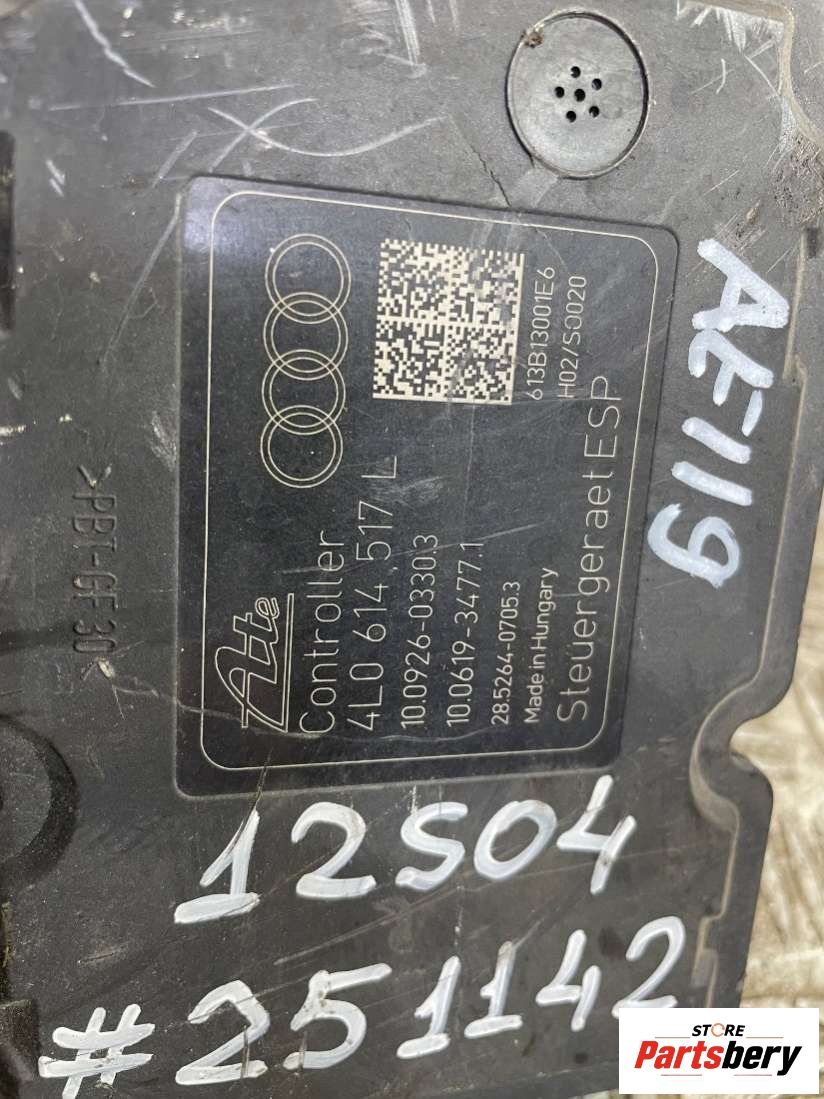 Ate
Controller
4L0 614 517 L
10.0926-0330.3
10.0619-3477.1
28.5264-0705.3
Made in Hungary
Steuergeraet ESP
613B13001E6
H02/S0020
>PBT-GF30<
AE119
12S04
#251142
STORE
Partsbery